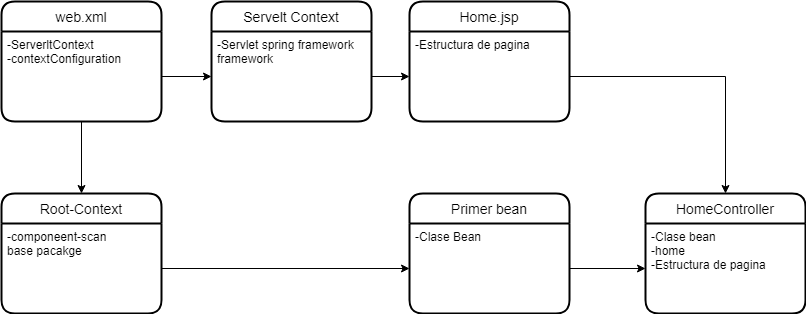 web.xml
-ServerltContext
-contextConfiguration
Servelt Context
-Servlet spring framework
framework
Home.jsp
-Estructura de pagina
Root-Context
-componeent-scan
base pacakge
Primer bean
-Clase Bean
HomeController
-Clase bean
-home
-Estructura de pagina